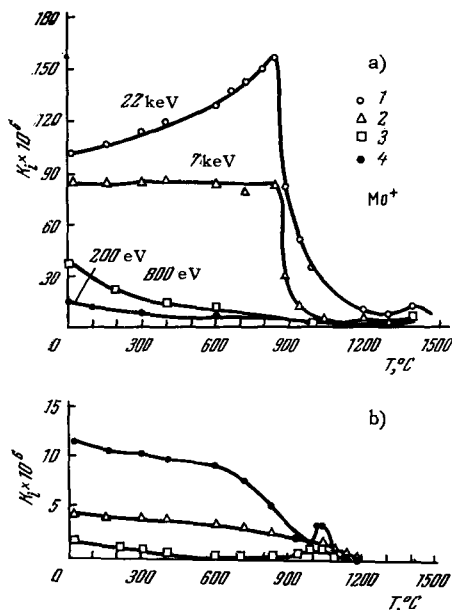 a)
K_i × 10^6
150
120
90
60
30
0
22 keV
7 keV
800 eV
200 eV
1
2
3
4
Mo+
0 300 600 900 1200 1500
T, °C
b)
K_i × 10^6
15
10
5
0 300 600 900 1200
T, °C